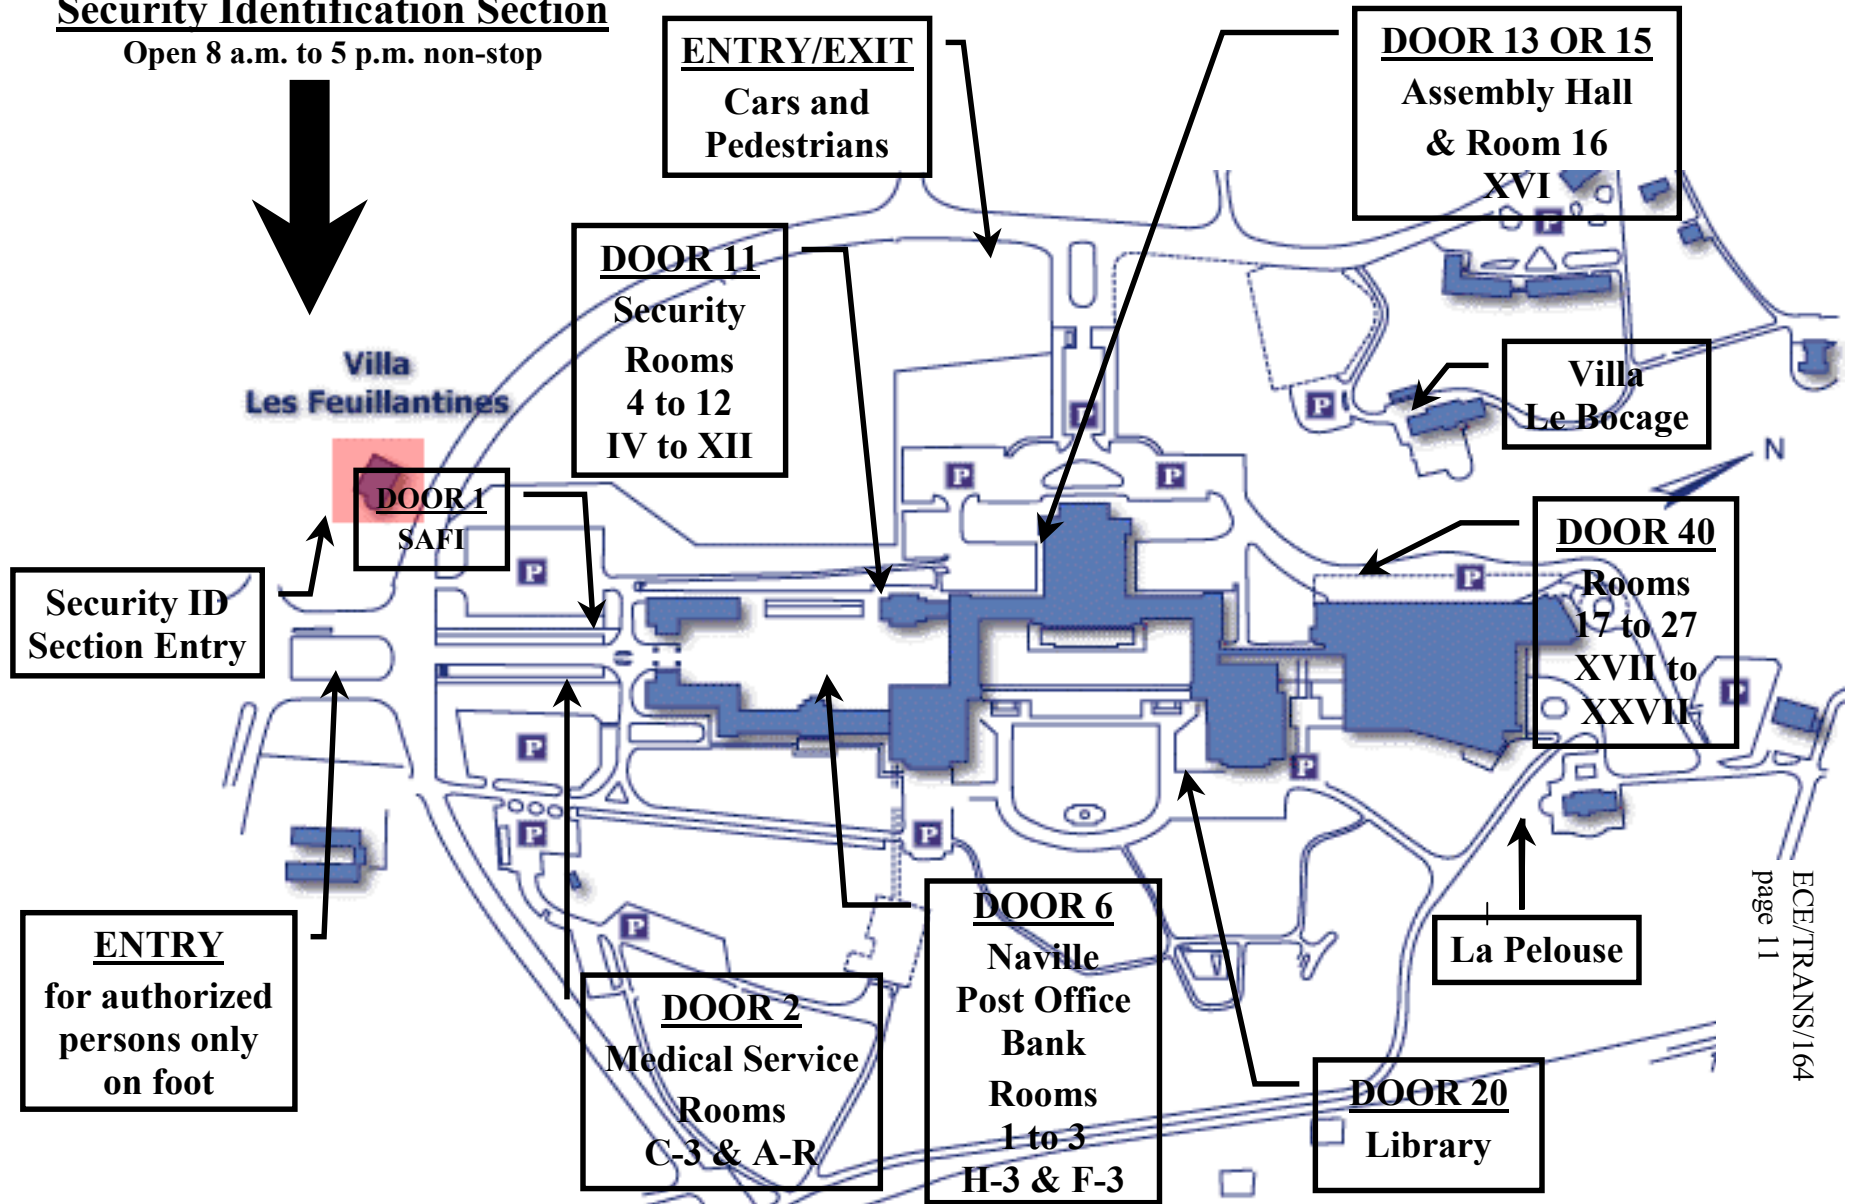 Security Identification Section
Open 8 a.m. to 5 p.m. non-stop
ENTRY/EXIT
Cars and
Pedestrians
DOOR 13 OR 15
Assembly Hall
& Room 16
XVI
P
DOOR 11
Security
Rooms
4 to 12
IV to XII
Villa
Les Feuillantines
Villa
Le Bocage
P
P
P
P
N
DOOR 1
SAFI
DOOR 40
Rooms
17 to 27
XVII to
XXVII
P
P
Security ID
Section Entry
P
P
P
P
P
P
ENTRY
for authorized
persons only
on foot
DOOR 2
Medical Service
Rooms
C-3 & A-R
DOOR 6
Naville
Post Office
Bank
Rooms
1 to 3
H-3 & F-3
La Pelouse
DOOR 20
Library
ECE/TRANS/164
page 11